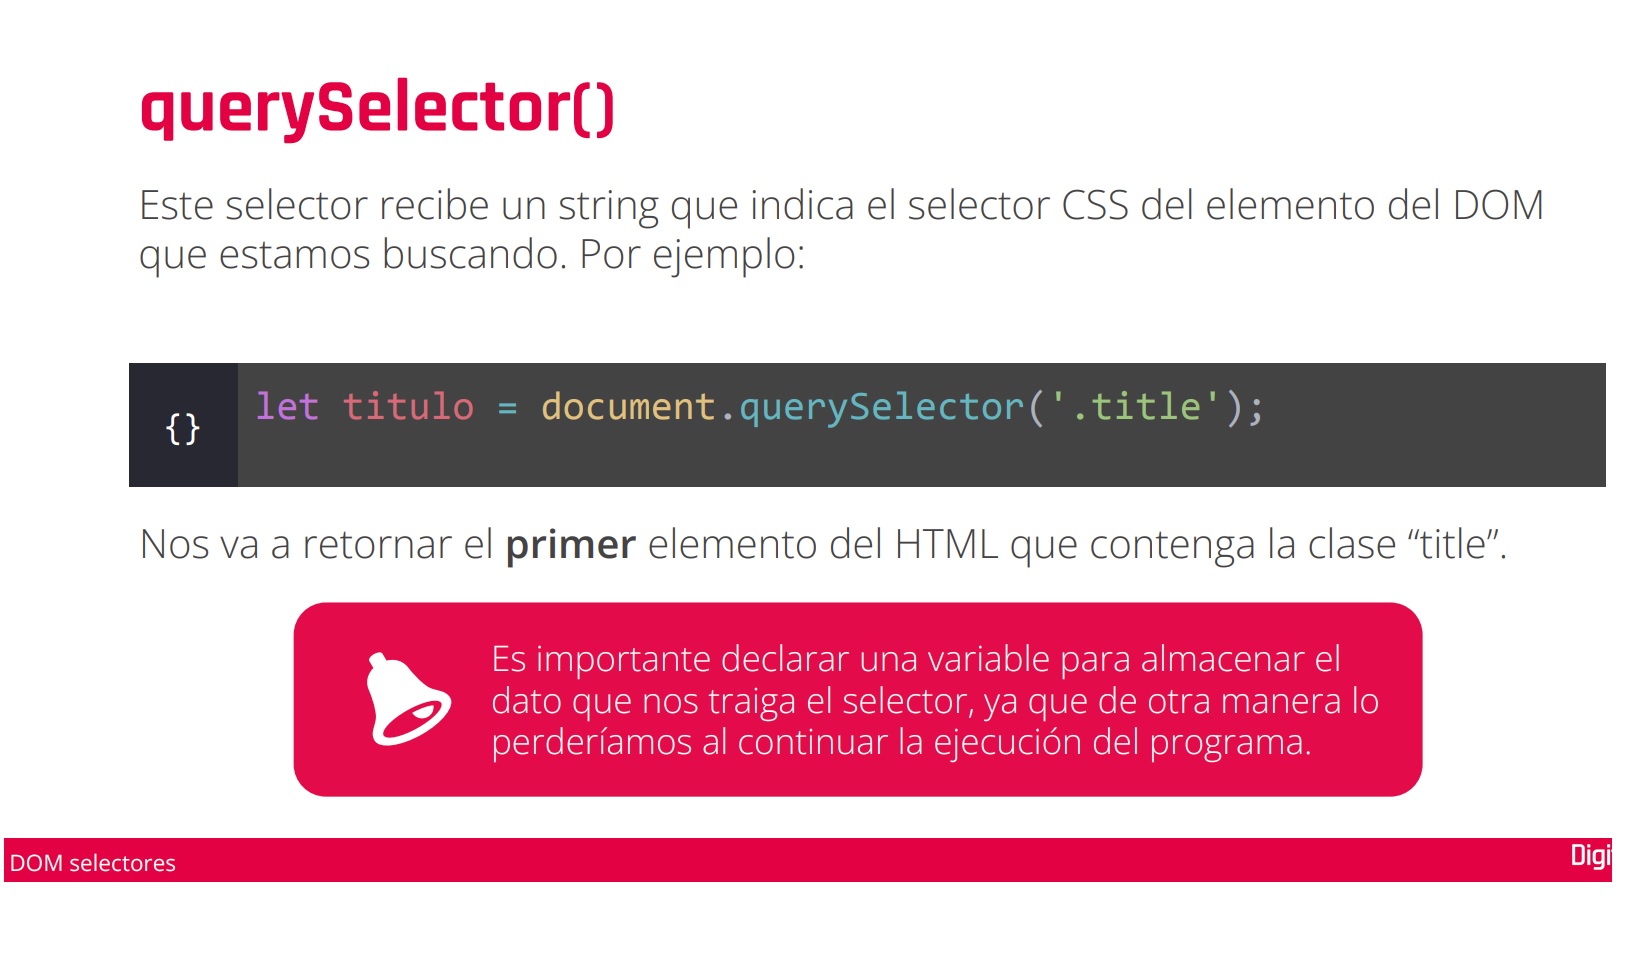 querySelector()
Este selector recibe un string que indica el selector CSS del elemento del DOM
que estamos buscando. Por ejemplo:
{}
let titulo = document.querySelector('.title');
Nos va a retornar el primer elemento del HTML que contenga la clase “title”.
Es importante declarar una variable para almacenar el
dato que nos traiga el selector, ya que de otra manera lo
perderíamos al continuar la ejecución del programa.
DOM selectores
Digi